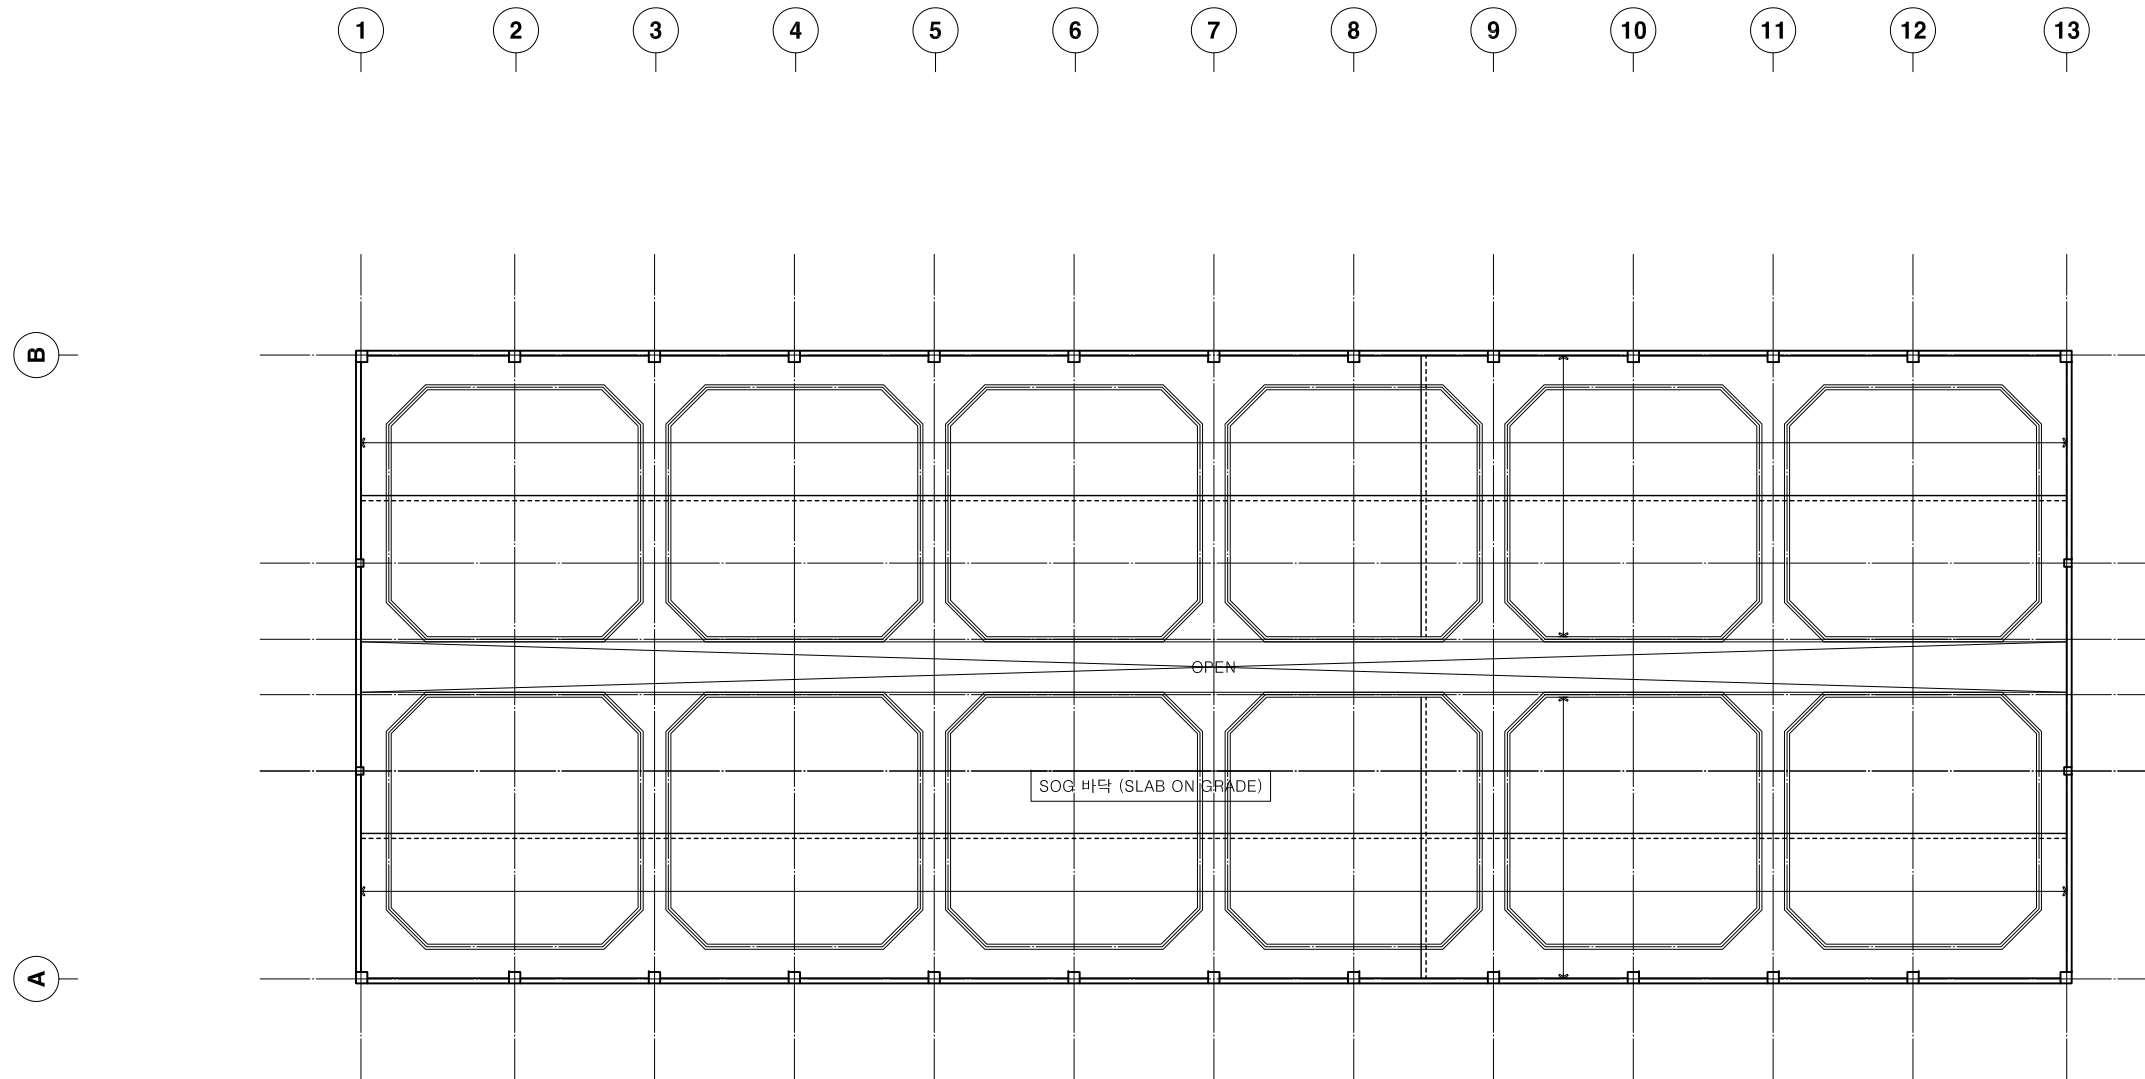 1 2 3 4 5 6 7 8 9 10 11 12 13
B
OPEN
SOG 바닥 (SLAB ON GRADE)
A